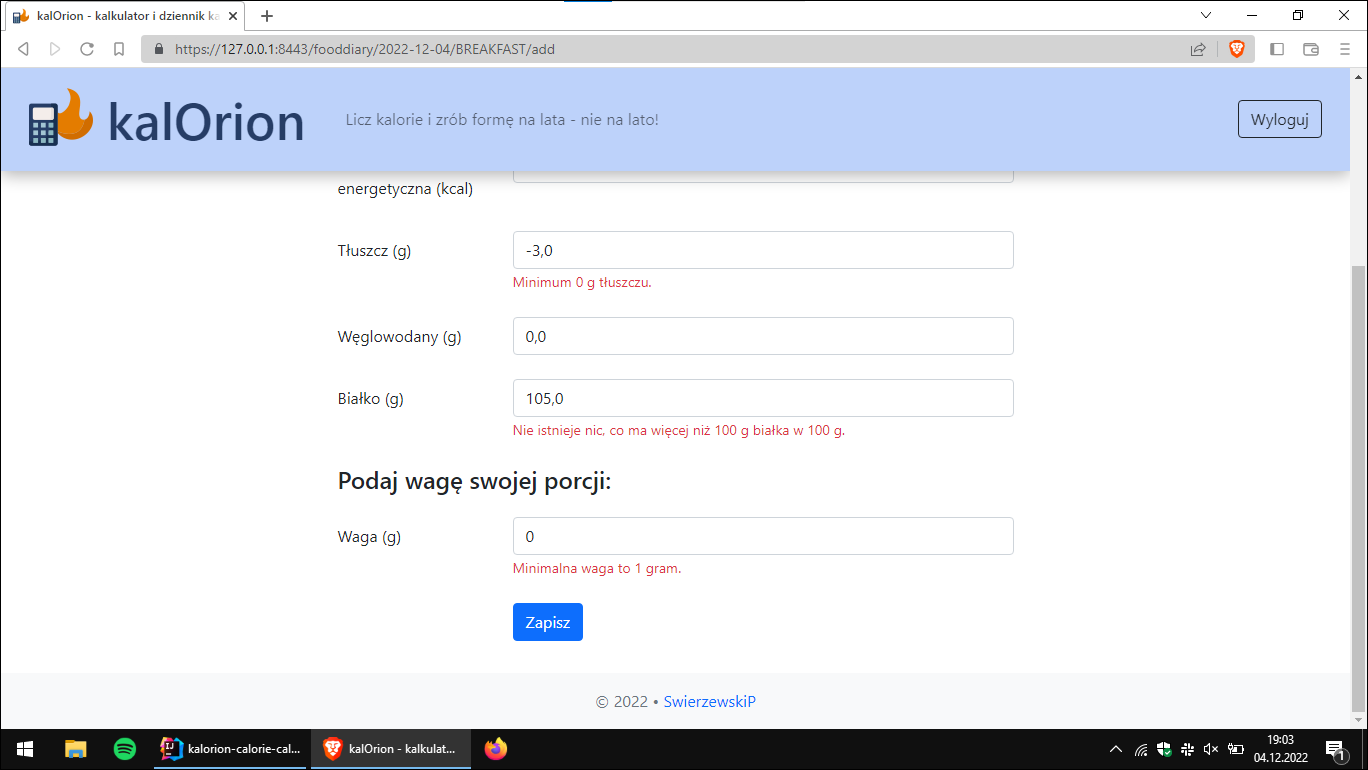 kalOrion - kalkulator i dziennik ka
https://127.0.0.1:8443/fooddiary/2022-12-04/BREAKFAST/add
kalOrion
Licz kalorie i zrób formę na lata - nie na lato!
Wyloguj
energetyczna (kcal)
Tłuszcz (g)
-3,0
Minimum 0 g tłuszczu.
Węglowodany (g)
0,0
Białko (g)
105,0
Nie istnieje nic, co ma więcej niż 100 g białka w 100 g.
Podaj wagę swojej porcji:
Waga (g)
0
Minimalna waga to 1 gram.
Zapisz
© 2022 • SwierzewskiP
IJ
kalorion-calorie-cal...
kalOrion - kalkulat...
19:03
04.12.2022
1